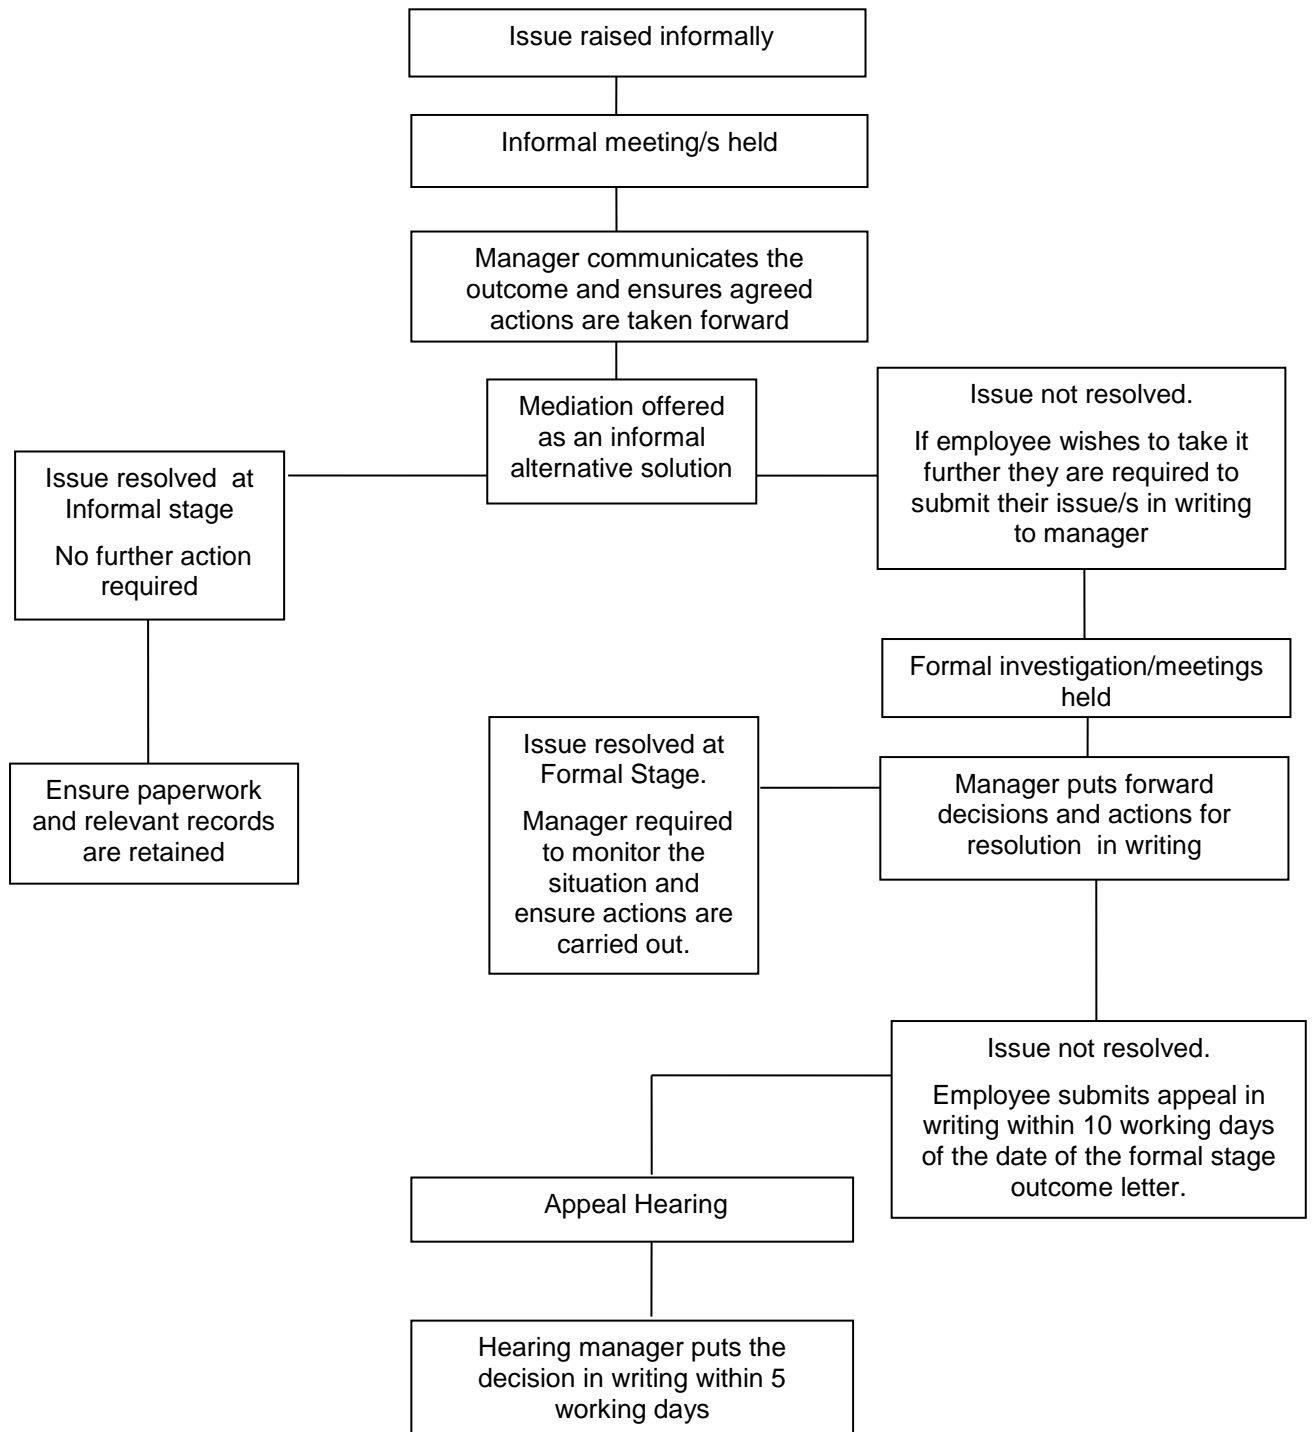 Issue raised informally
Informal meeting/s held
Manager communicates the
outcome and ensures agreed
actions are taken forward
Mediation offered
as an informal
alternative solution
Issue not resolved.
If employee wishes to take it
further they are required to
submit their issue/s in writing
to manager
Issue resolved at
Informal stage
No further action
required
Formal investigation/meetings
held
Issue resolved at
Formal Stage.
Manager required
to monitor the
situation and
ensure actions are
carried out.
Manager puts forward
decisions and actions for
resolution in writing
Ensure paperwork
and relevant records
are retained
Issue not resolved.
Employee submits appeal in
writing within 10 working days
of the date of the formal stage
outcome letter.
Appeal Hearing
Hearing manager puts the
decision in writing within 5
working days